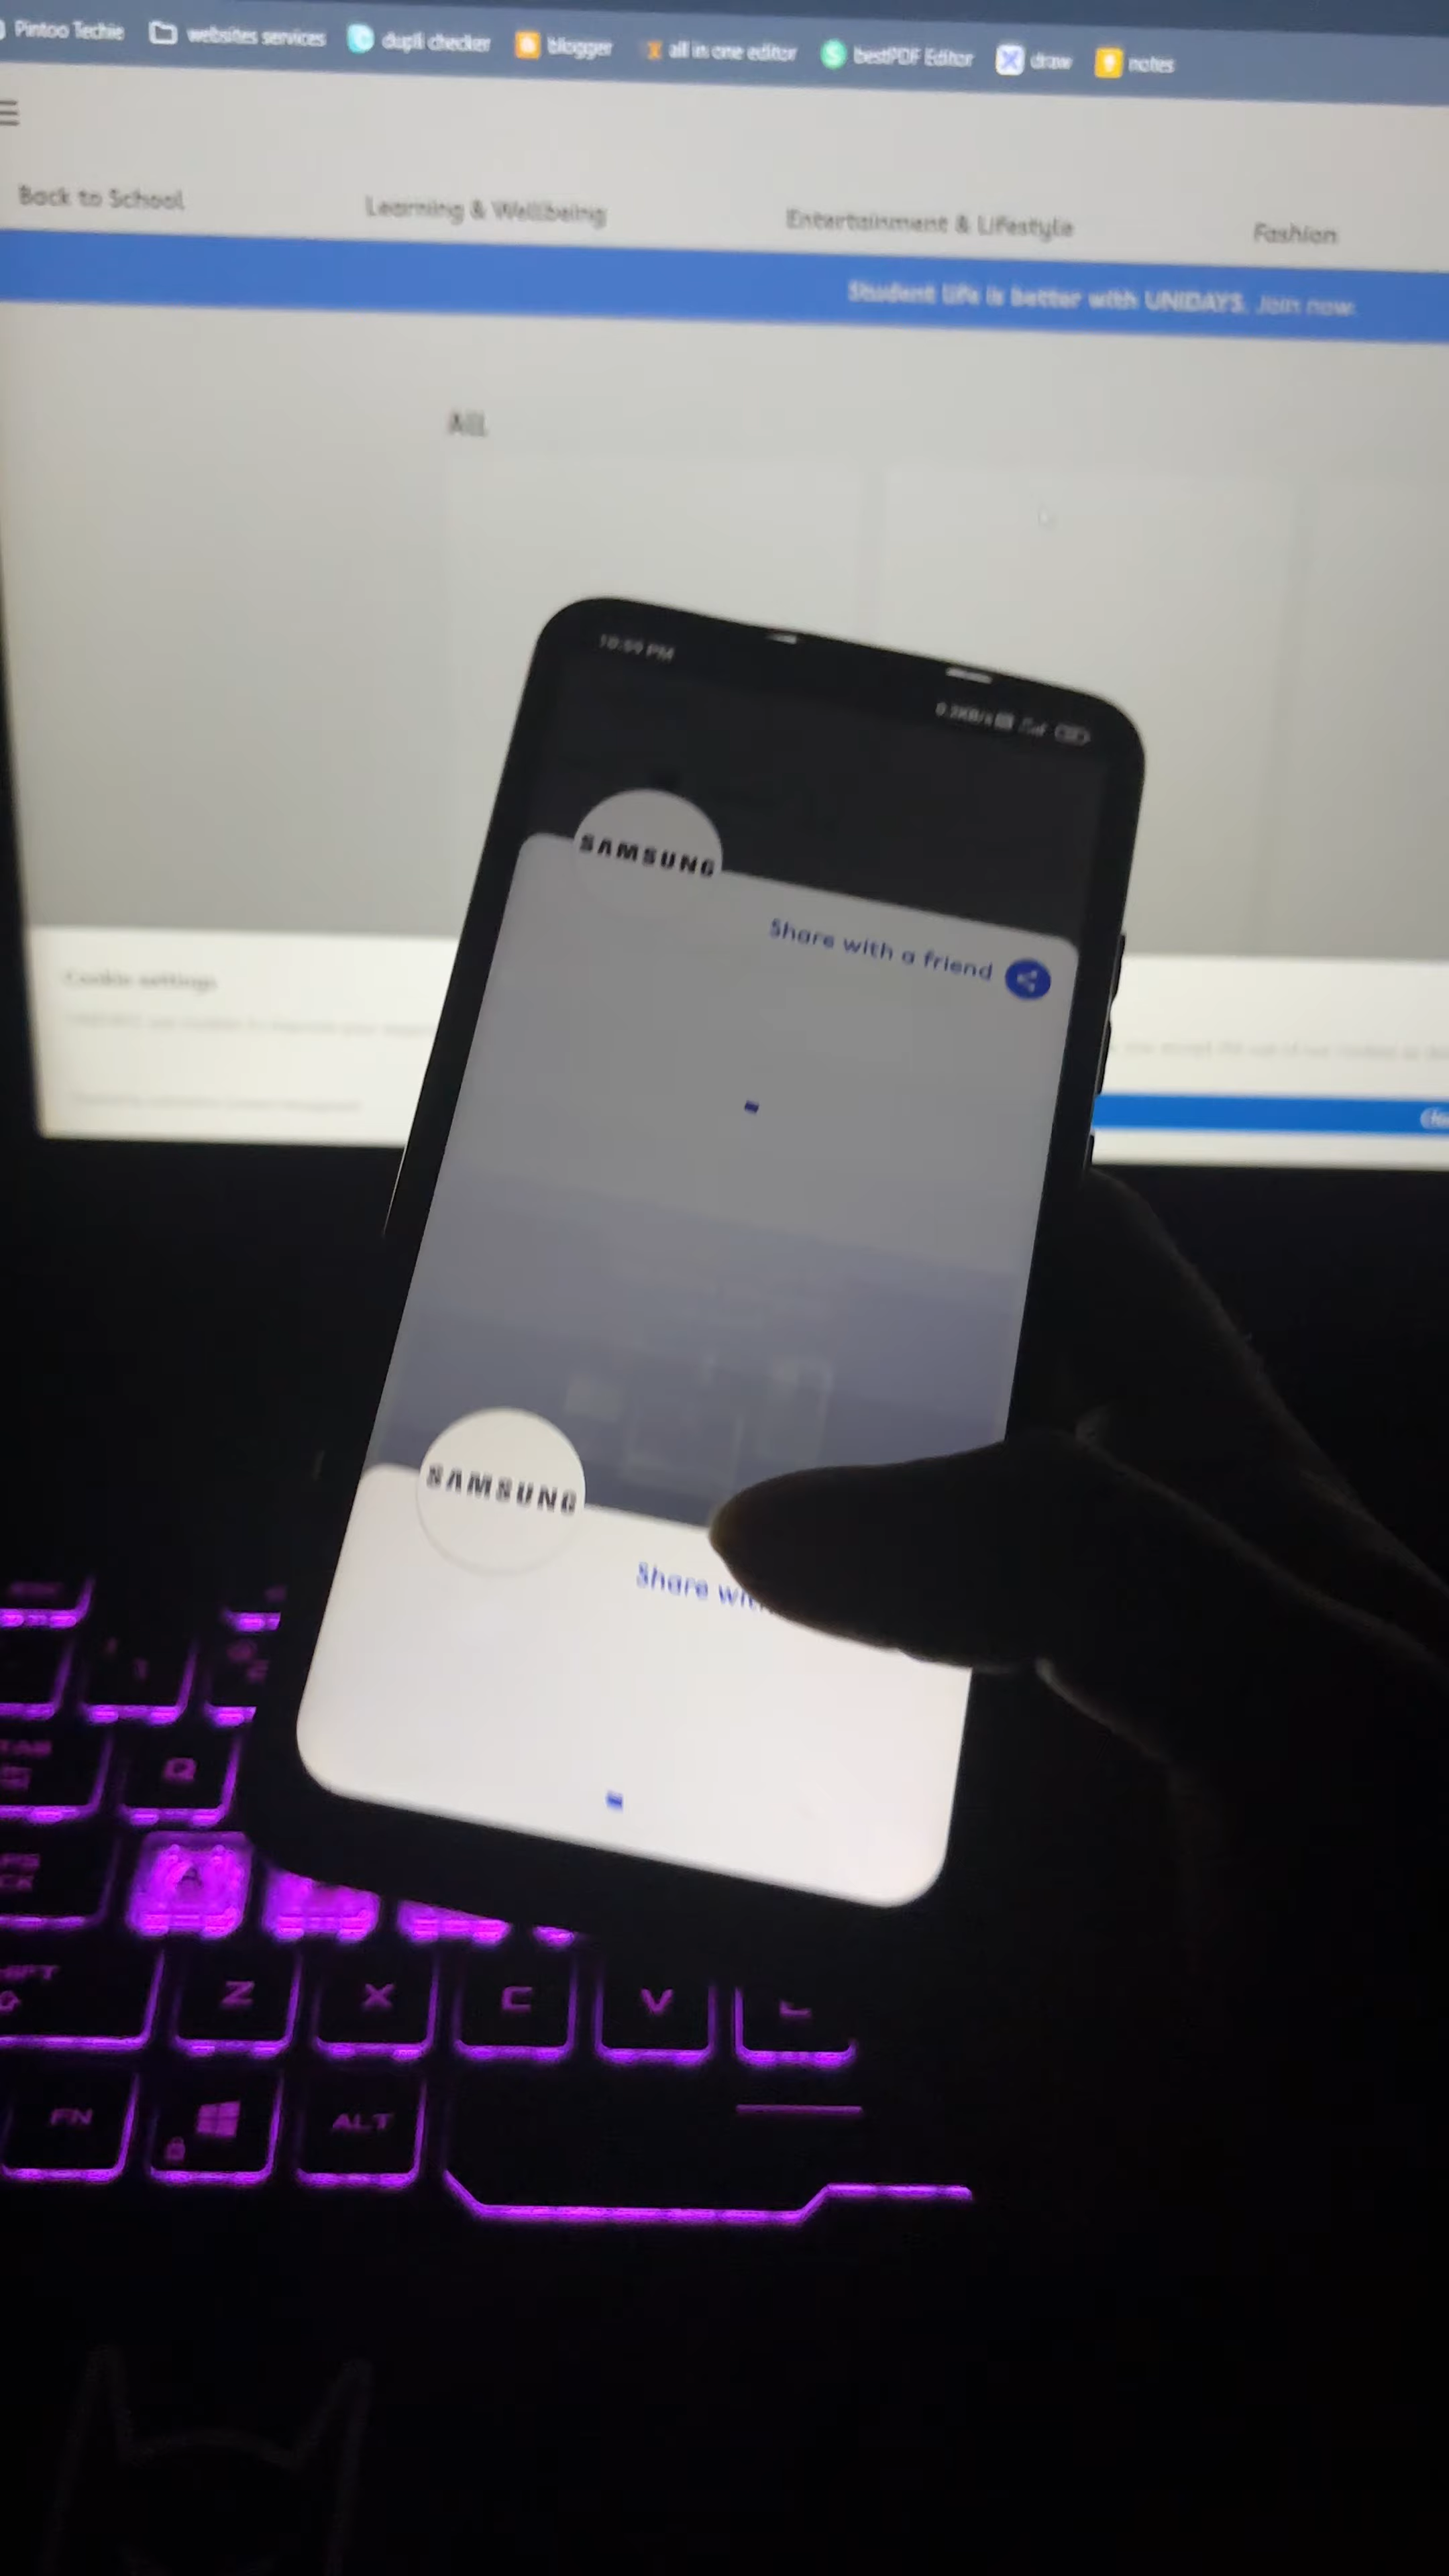 Pintoo Techie websites services dupli checker blogger all in one editor bestPDF Editor draw notes
Back to School Learning & Wellbeing Entertainment & Lifestyle Fashion
Student life is better with UNIDAYS. Join now.
All
10:59 PM
SAMSUNG
Share with a friend
Cookie settings
SAMSUNG
Share wit
TAB
Q
A
Z X C V
FN ALT